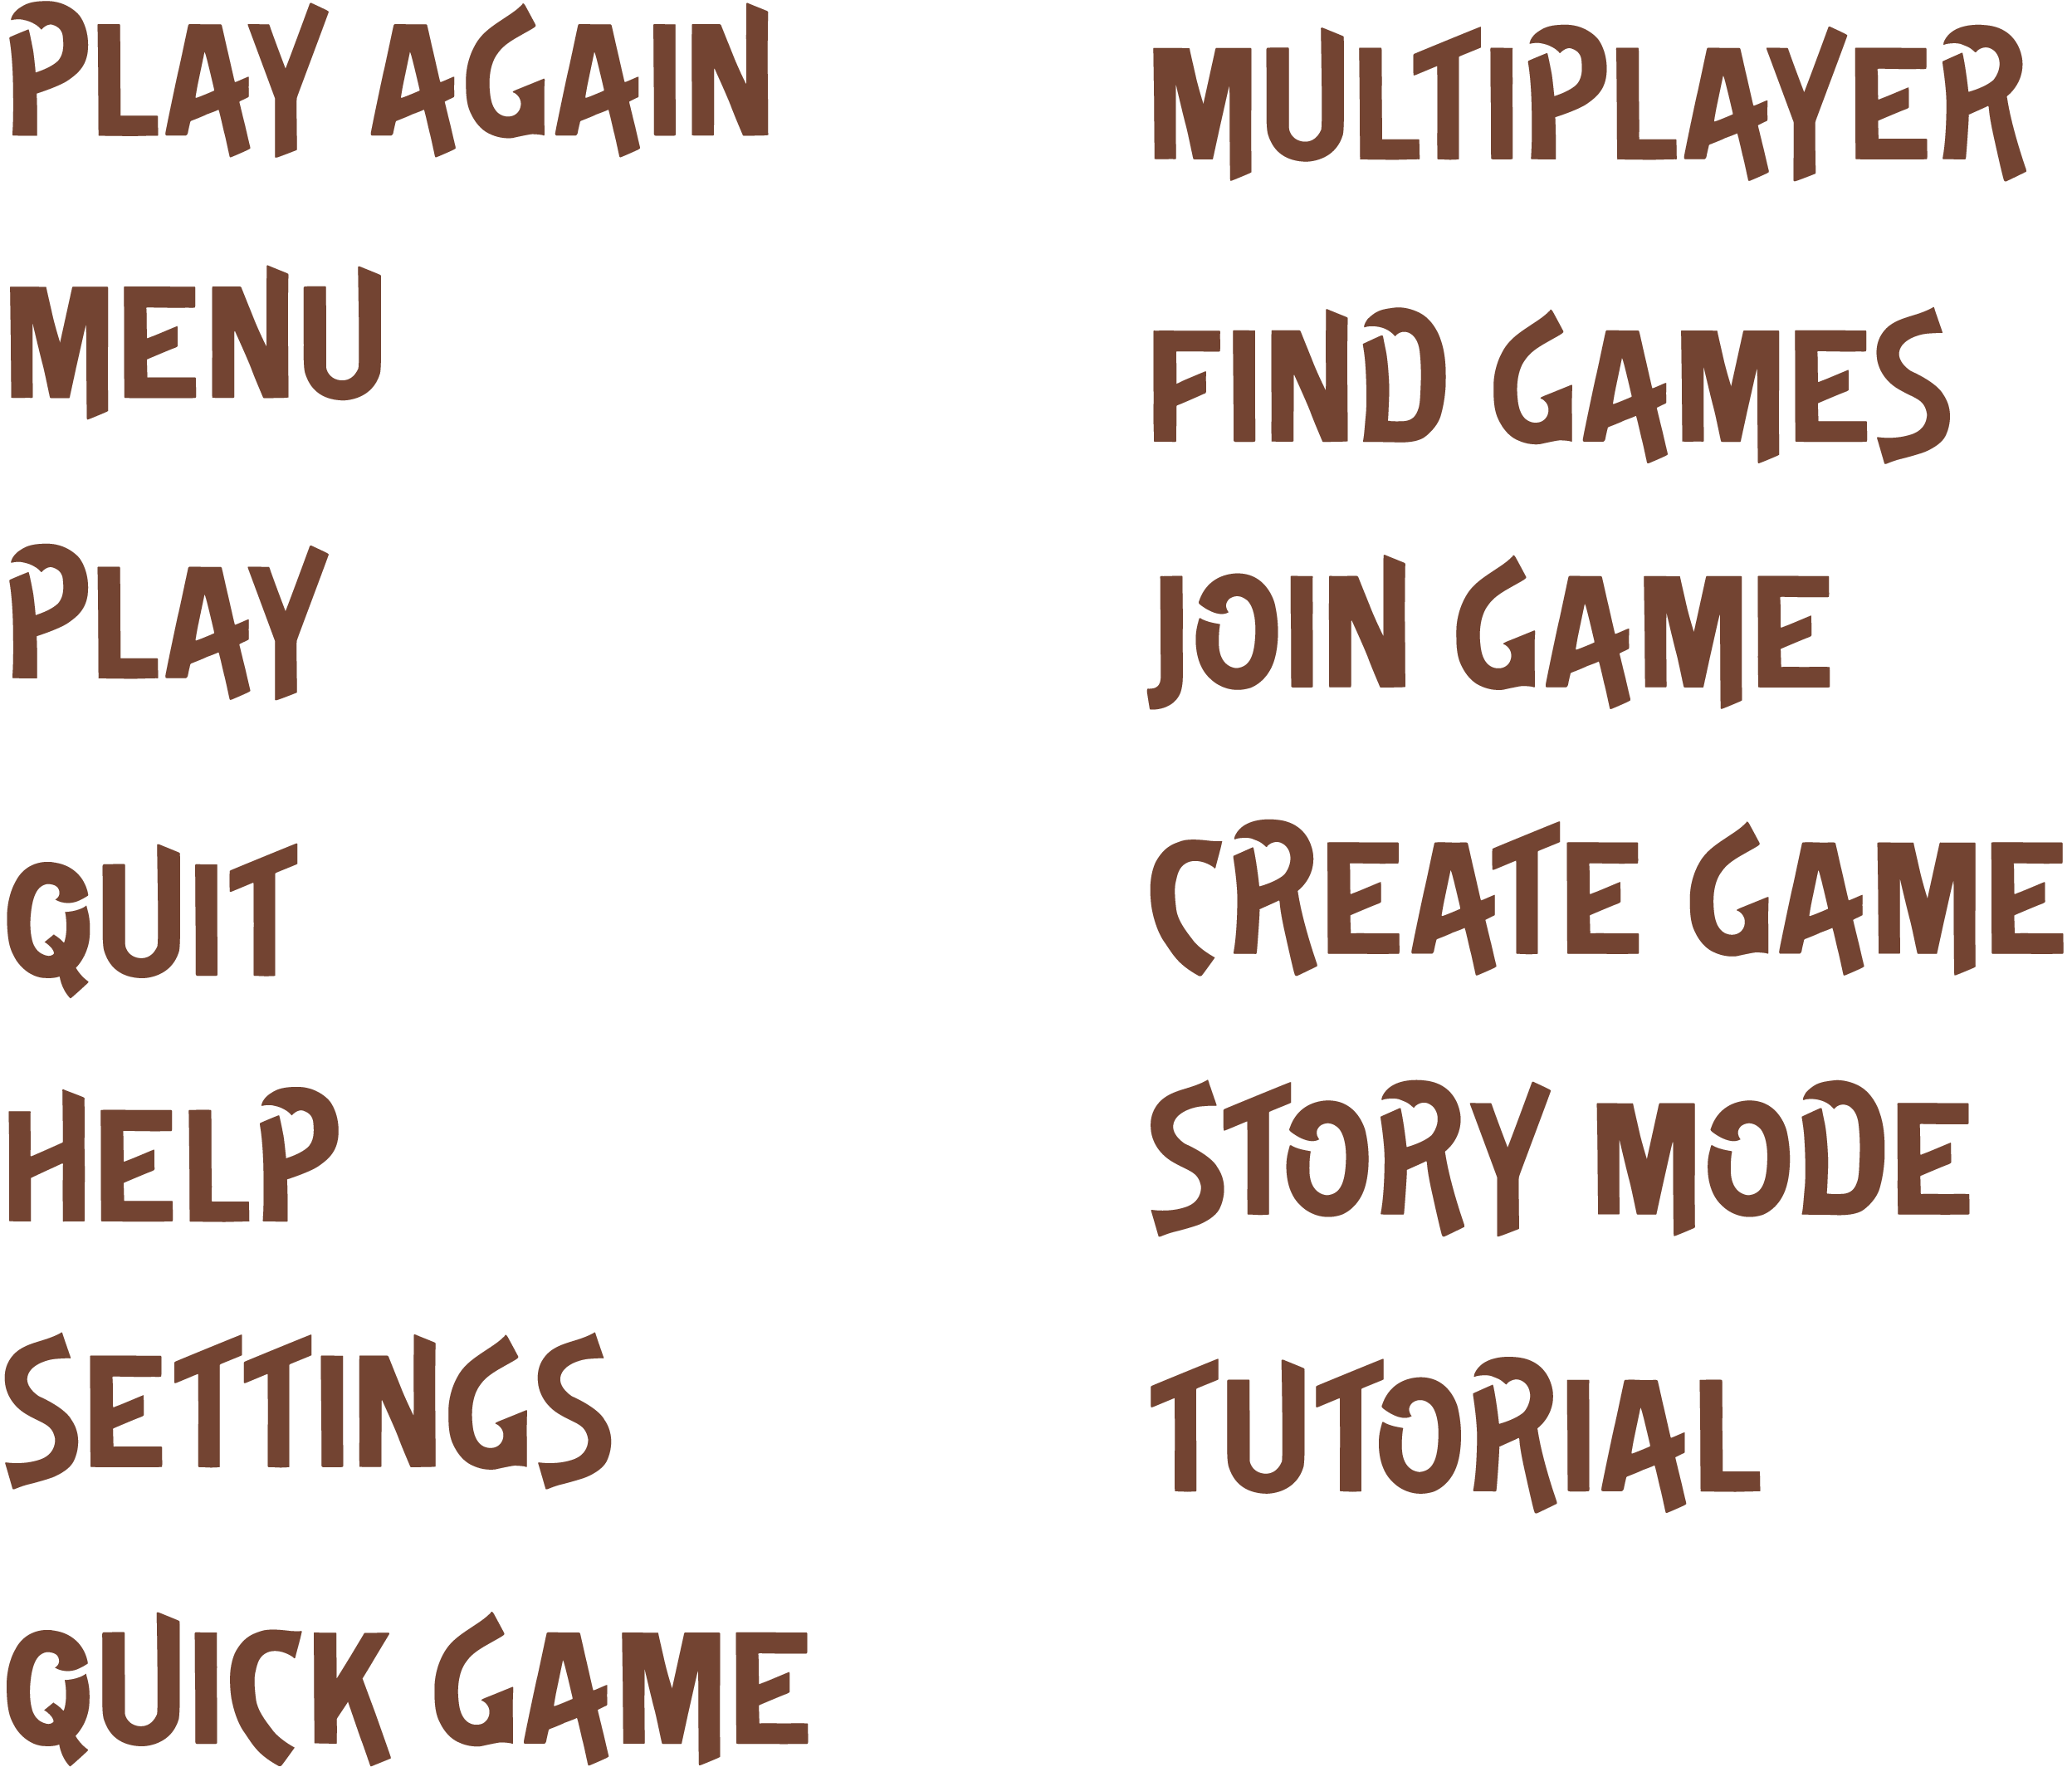 PLAY AGAIN
MENU
PLAY
QUIT
HELP
SETTINGS
QUICK GAME
MULTIPLAYER
FIND GAMES
JOIN GAME
CREATE GAME
STORY MODE
TUTORIAL